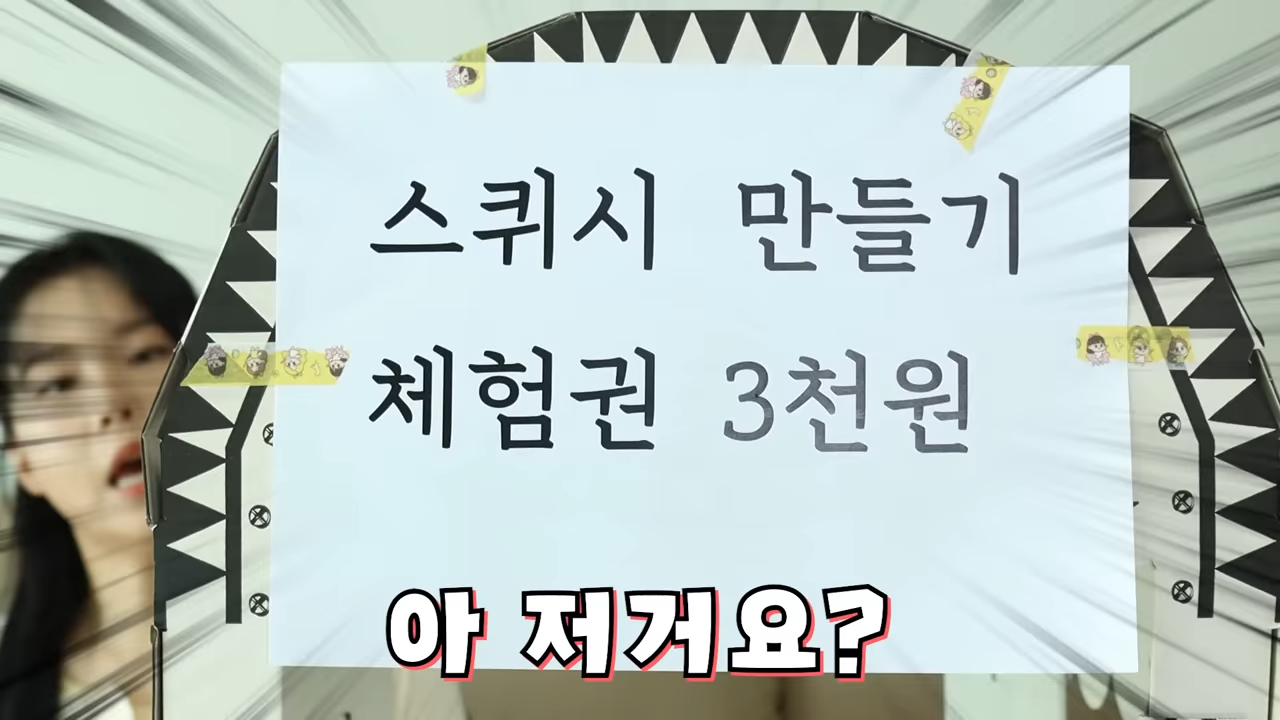 스퀴시 만들기
체험권 3천원
아 저거요?